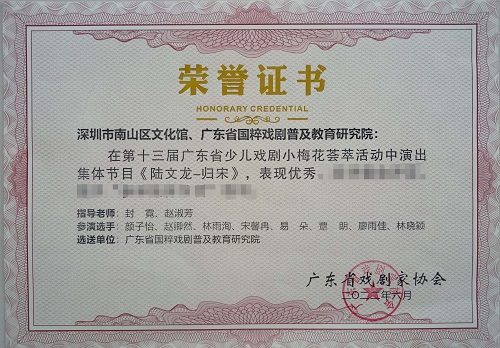 荣誉证书
HONORARY CREDENTIAL
深圳市南山区文化馆、广东省国粹戏剧普及教育研究院：
在第十三届广东省少儿戏剧小梅花荟萃活动中演出
集体节目《陆文龙-归宋》，表现优秀，
指导老师：封 霓、赵淑芳
参演选手：颜子怡、赵卿然、林雨洵、宋馨冉、易 朵、覃 朗、廖雨佳、林晓颖
选送单位：广东省国粹戏剧普及教育研究院
广东省戏剧家协会
年六月